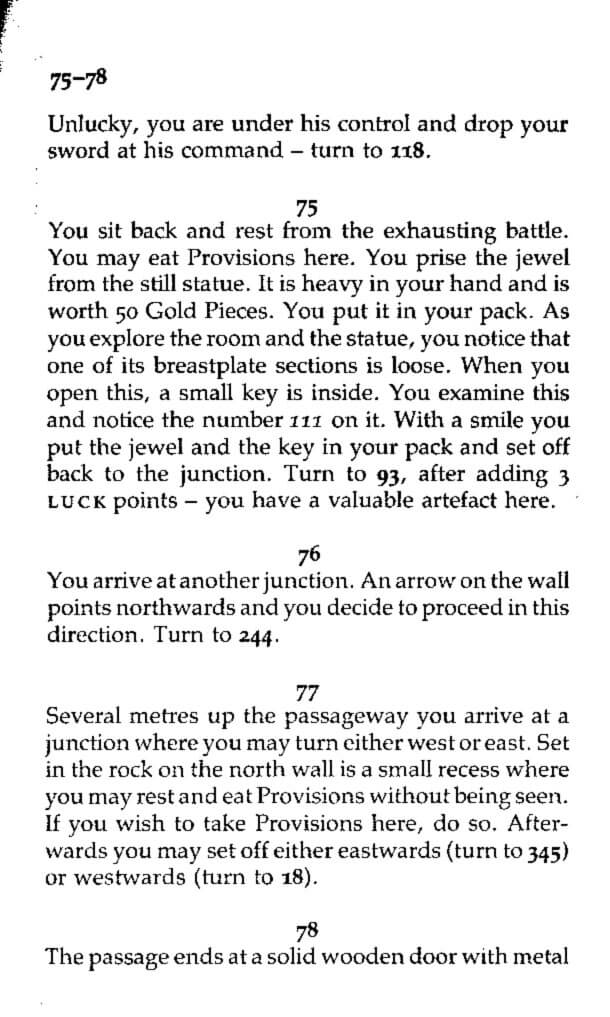 75–78
Unlucky, you are under his control and drop your
sword at his command – turn to 118.
75
You sit back and rest from the exhausting battle.
You may eat Provisions here. You prise the jewel
from the still statue. It is heavy in your hand and is
worth 50 Gold Pieces. You put it in your pack. As
you explore the room and the statue, you notice that
one of its breastplate sections is loose. When you
open this, a small key is inside. You examine this
and notice the number 111 on it. With a smile you
put the jewel and the key in your pack and set off
back to the junction. Turn to 93, after adding 3
LUCK points – you have a valuable artefact here.
76
You arrive at another junction. An arrow on the wall
points northwards and you decide to proceed in this
direction. Turn to 244.
77
Several metres up the passageway you arrive at a
junction where you may turn either west or east. Set
in the rock on the north wall is a small recess where
you may rest and eat Provisions without being seen.
If you wish to take Provisions here, do so. After-
wards you may set off either eastwards (turn to 345)
or westwards (turn to 18).
78
The passage ends at a solid wooden door with metal